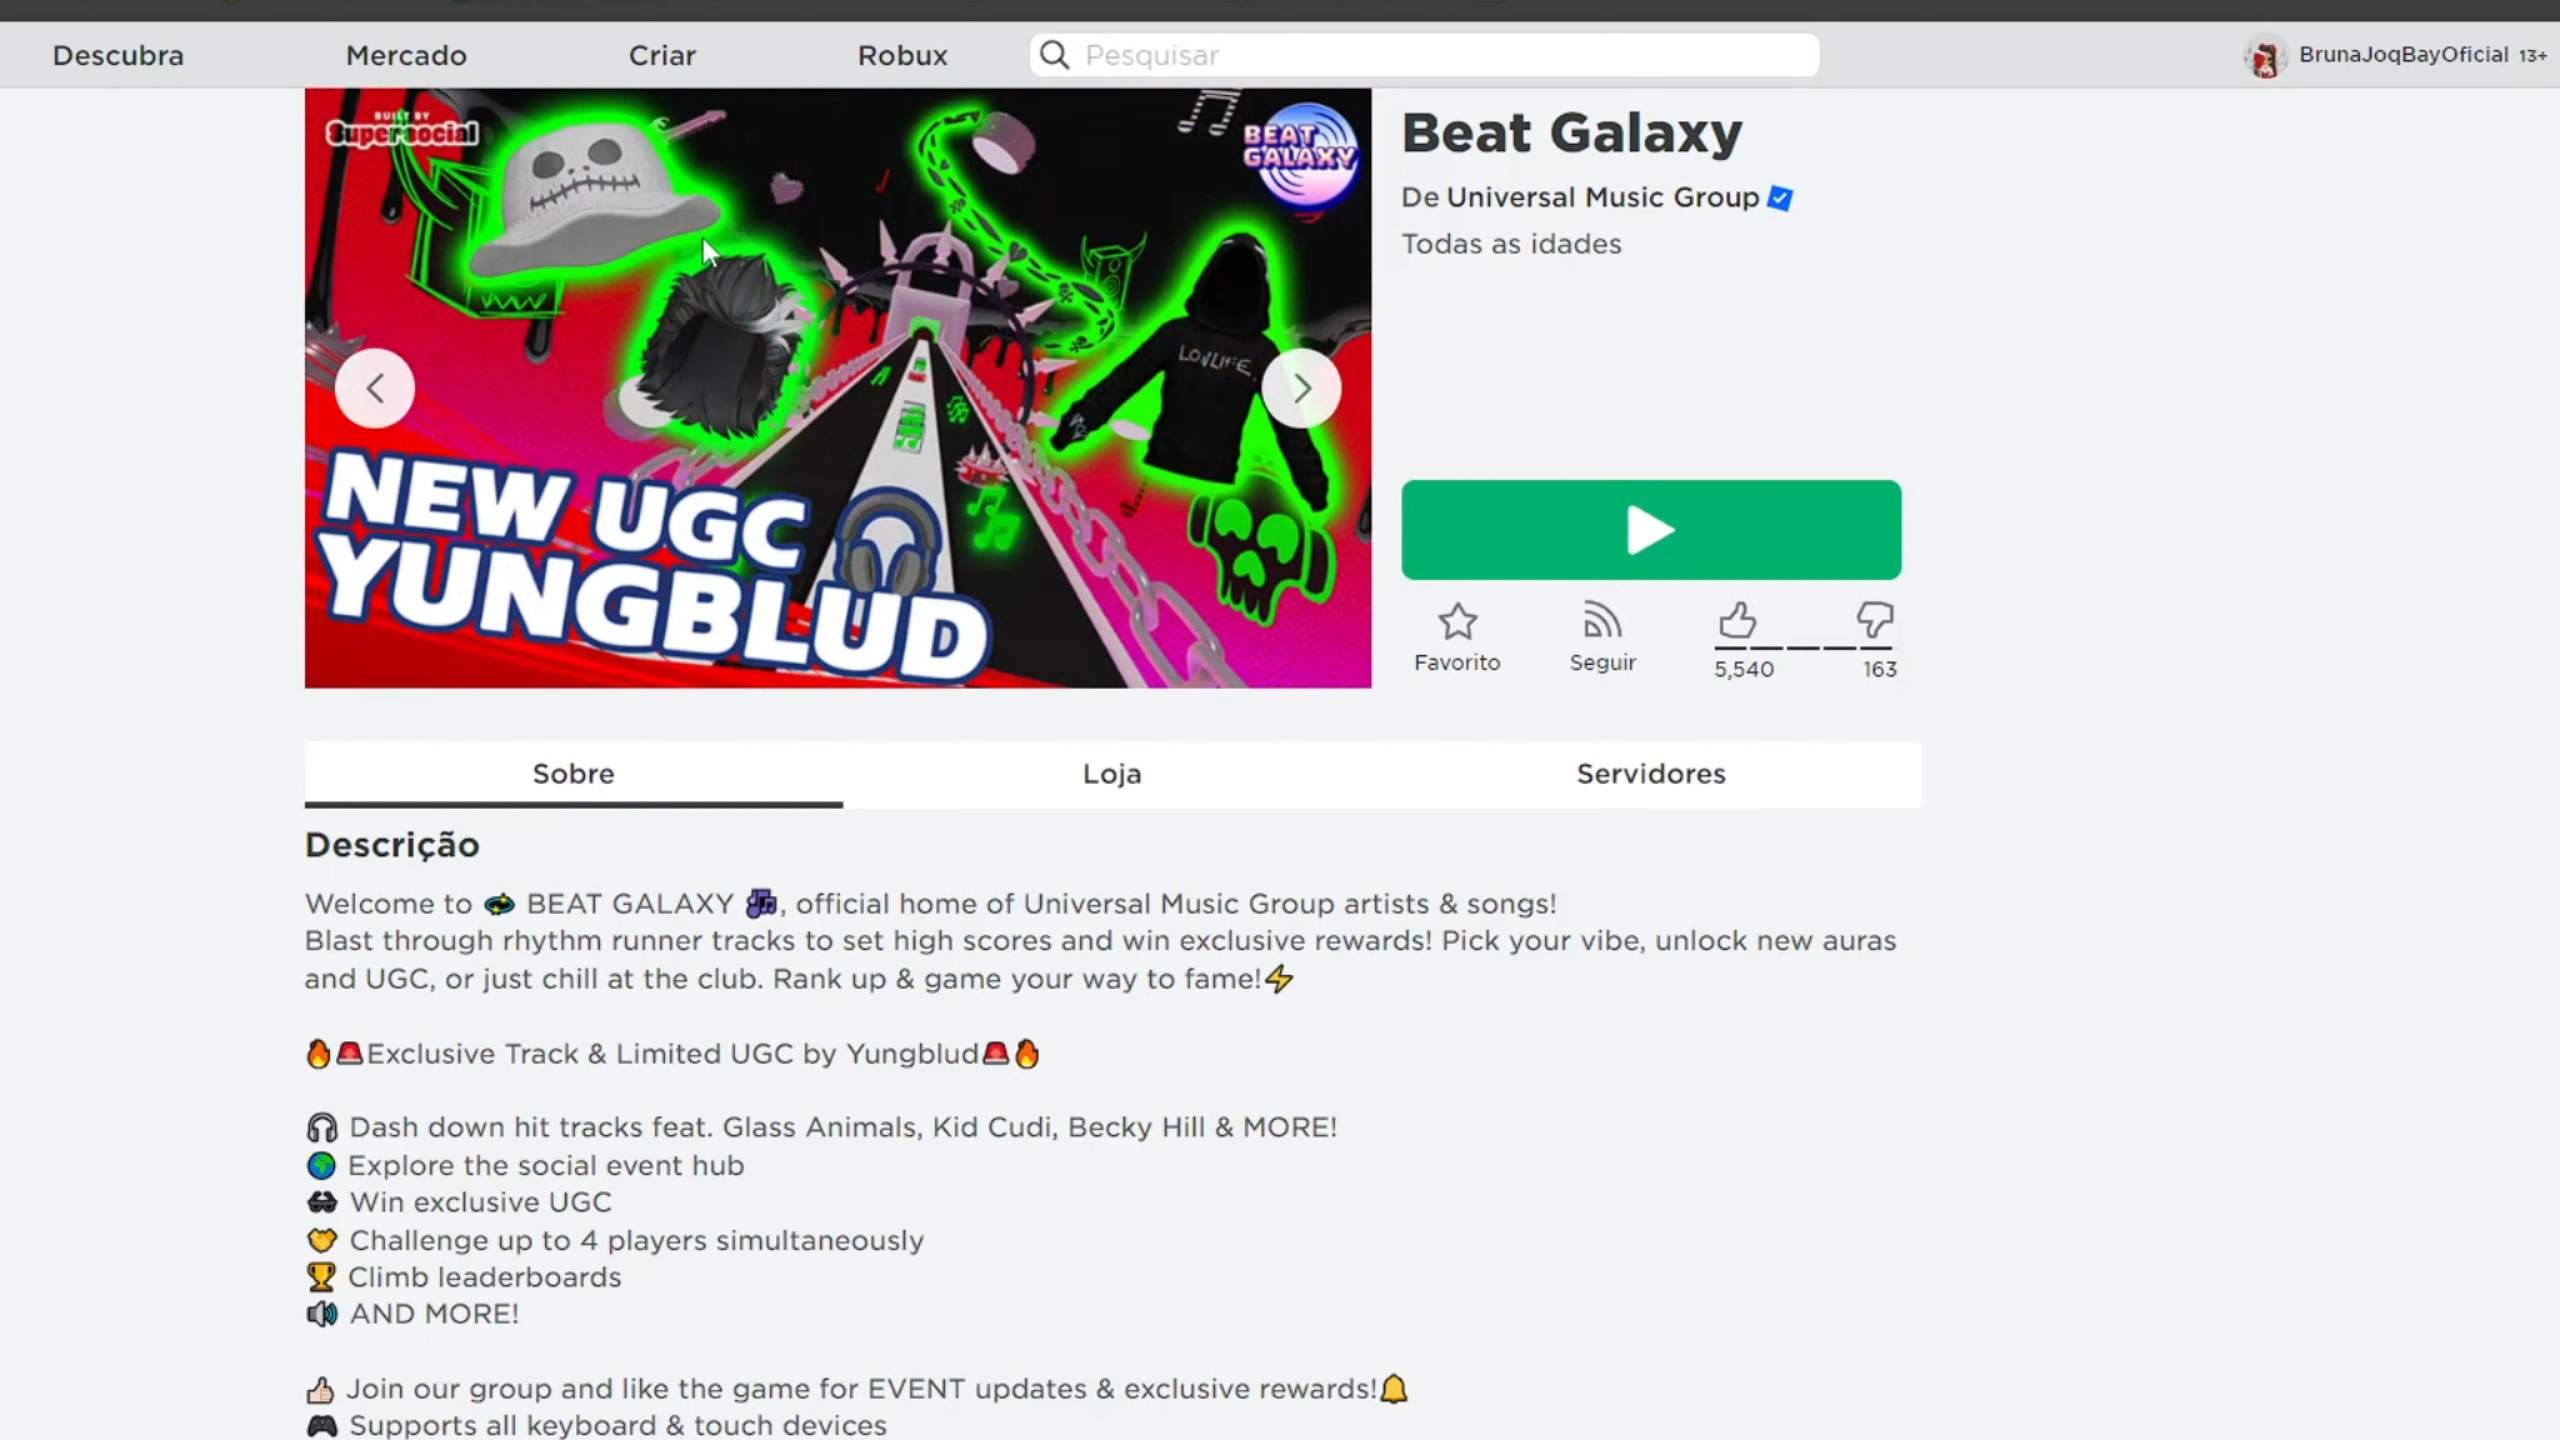 Descubra
Mercado
Criar
Robux
Pesquisar
BrunaJoqBayOficial 13+
BUILT BY
Supersocial
BEAT
GALAXY
LOWLIFE
NEW UGC
YUNGBLUD
Beat Galaxy
De Universal Music Group
Todas as idades
Favorito
Seguir
5,540
163
Sobre
Loja
Servidores
Descrição
Welcome to 🪐 BEAT GALAXY 🎶, official home of Universal Music Group artists & songs!
Blast through rhythm runner tracks to set high scores and win exclusive rewards! Pick your vibe, unlock new auras
and UGC, or just chill at the club. Rank up & game your way to fame!⚡
🔥🚨Exclusive Track & Limited UGC by Yungblud🚨🔥
🎧 Dash down hit tracks feat. Glass Animals, Kid Cudi, Becky Hill & MORE!
🌍 Explore the social event hub
🕶 Win exclusive UGC
🤝 Challenge up to 4 players simultaneously
🏆 Climb leaderboards
🔊 AND MORE!
👍🏻 Join our group and like the game for EVENT updates & exclusive rewards!🔔
🎮 Supports all keyboard & touch devices